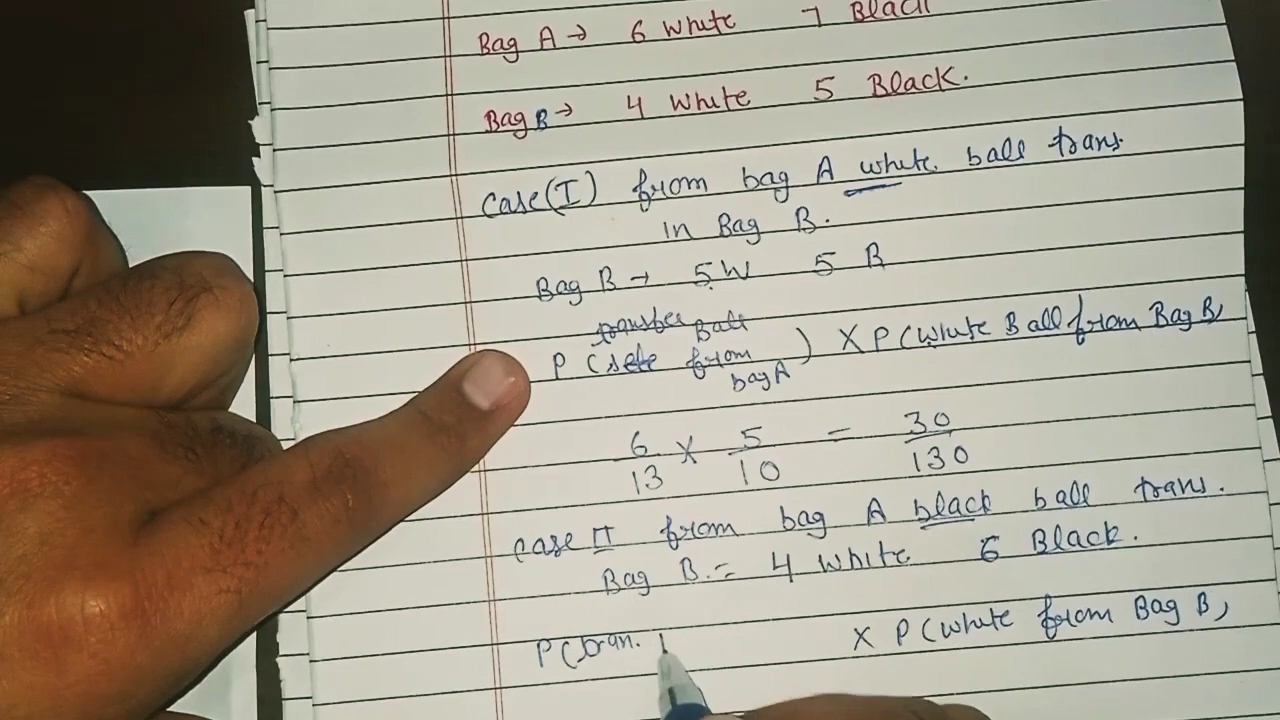 Bag A → 6 White 7 Black
Bag B → 4 White 5 Black.
case (I) from bag A white. ball trans.
in Bag B.
Bag B → 5W 5 B
transfer Ball
P ( from bag A ) X P (White Ball from Bag B)
6/13 X 5/10 = 30/130
case II from bag A black ball trans.
Bag B. = 4 White 6 Black.
P (tran. X P (White from Bag B)